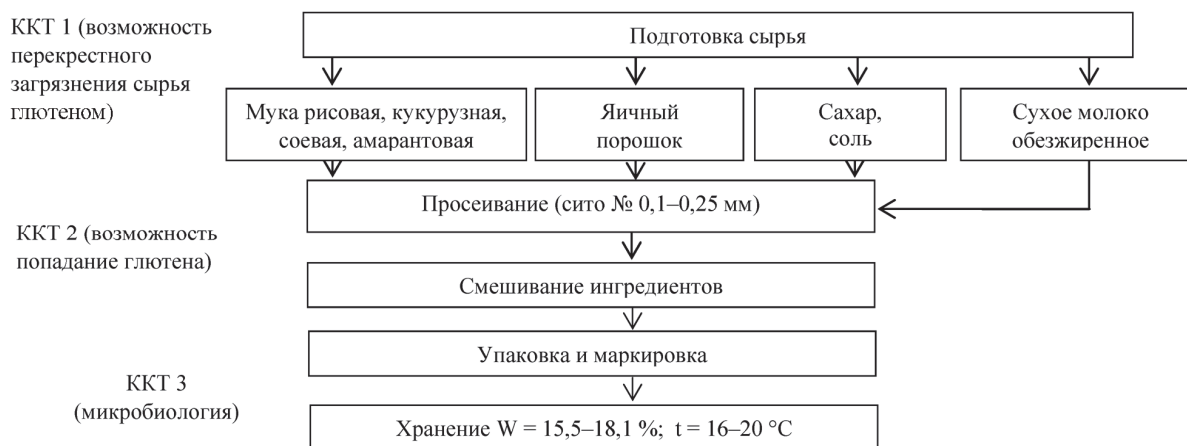 ККТ 1 (возможность
перекрестного
загрязнения сырья
глютеном)
Подготовка сырья
Мука рисовая, кукурузная,
соевая, амарантовая
Яичный
порошок
Сахар,
соль
Сухое молоко
обезжиренное
Просеивание (сито № 0,1–0,25 мм)
ККТ 2 (возможность
попадание глютена)
Смешивание ингредиентов
Упаковка и маркировка
ККТ 3
(микробиология)
Хранение W = 15,5–18,1 %; t = 16–20 °C